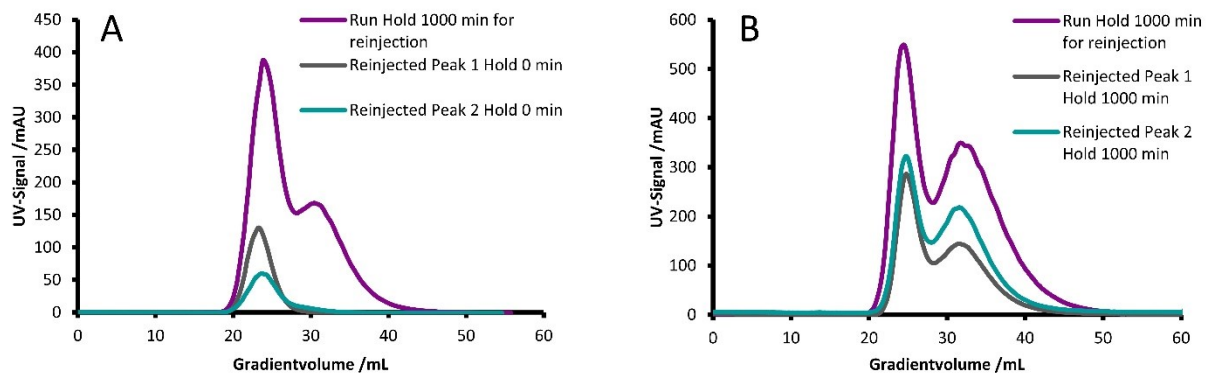 A
Run Hold 1000 min for
reinjection
Reinjected Peak 1 Hold 0 min
Reinjected Peak 2 Hold 0 min
UV-Signal /mAU
450
400
350
300
250
200
150
100
50
0
0 10 20 30 40 50 60
Gradientvolume /mL
B
Run Hold 1000 min
for reinjection
Reinjected Peak 1
Hold 1000 min
Reinjected Peak 2
Hold 1000 min
UV-Signal /mAU
600
500
400
300
200
100
0
0 10 20 30 40 50 60
Gradientvolume /mL